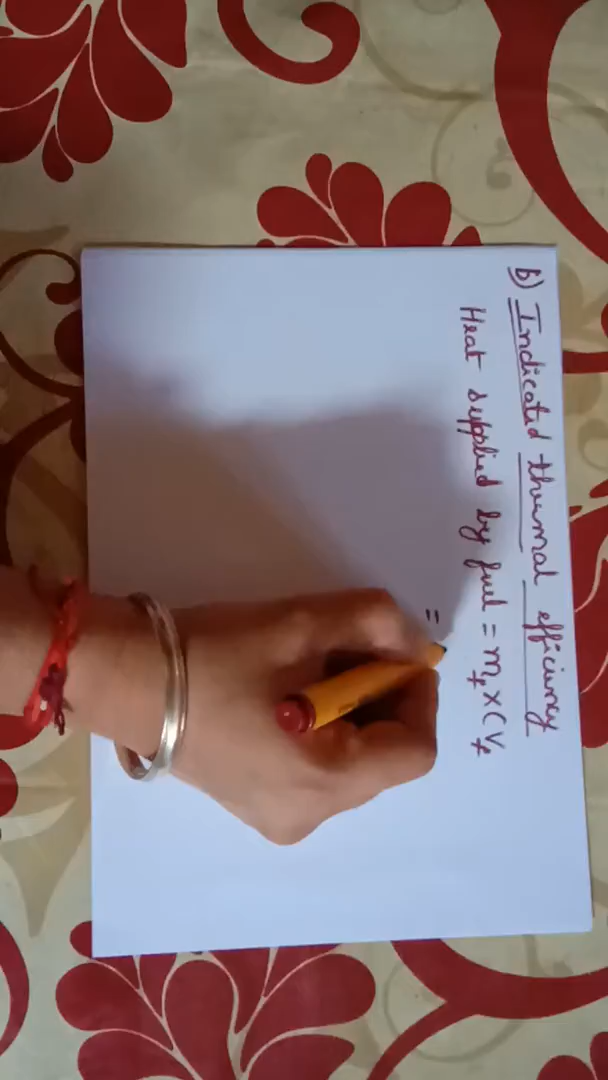 b) Indicated thermal efficiency
Heat supplied by fuel = mf x CVf
=